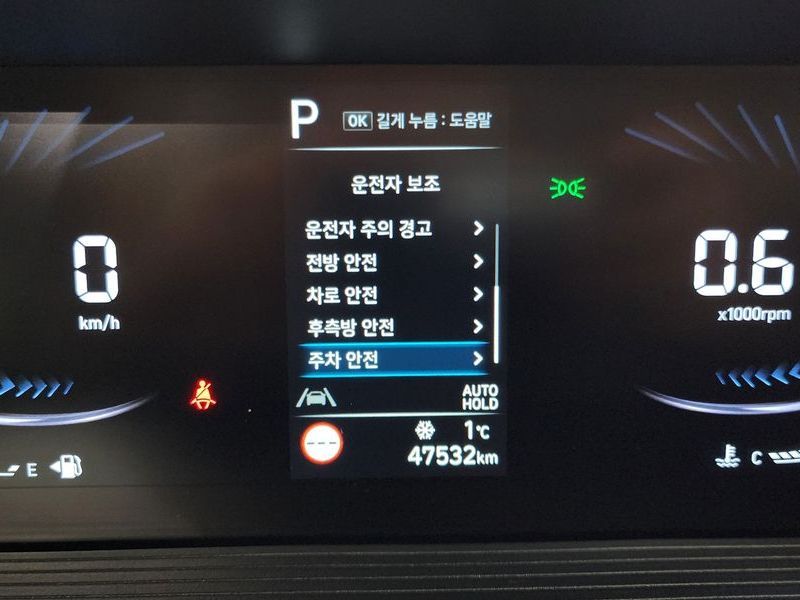 P OK 길게 누름 : 도움말
운전자 보조
운전자 주의 경고
전방 안전
차로 안전
후측방 안전
주차 안전
AUTO
HOLD
---
1℃
47532km
0
km/h
E
0.6
x1000rpm
C